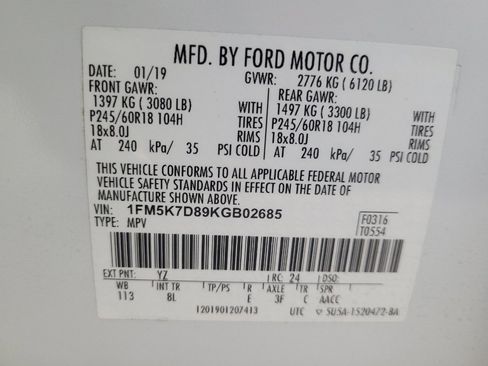 MFD. BY FORD MOTOR CO.
DATE: 01/19 GVWR: 2776 KG ( 6120 LB)
FRONT GAWR: REAR GAWR:
1397 KG ( 3080 LB) WITH 1497 KG ( 3300 LB) WITH
P245/60R18 104H TIRES P245/60R18 104H TIRES
18x8.0J RIMS 18x8.0J RIMS
AT 240 kPa/ 35 PSI COLD AT 240 kPa/ 35 PSI COLD
THIS VEHICLE CONFORMS TO ALL APPLICABLE FEDERAL MOTOR
VEHICLE SAFETY STANDARDS IN EFFECT ON THE DATE OF
MANUFACTURE SHOWN ABOVE.
VIN: 1FM5K7D89KGB02685 F0316
TYPE: MPV T0554
EXT PNT: YZ RC: 24 DSO:
WB INT TR TP/PS R AXLE TR SPR
113 8L E 3F C AACC
1201901207413 UTC 5U5A-1520472-8A